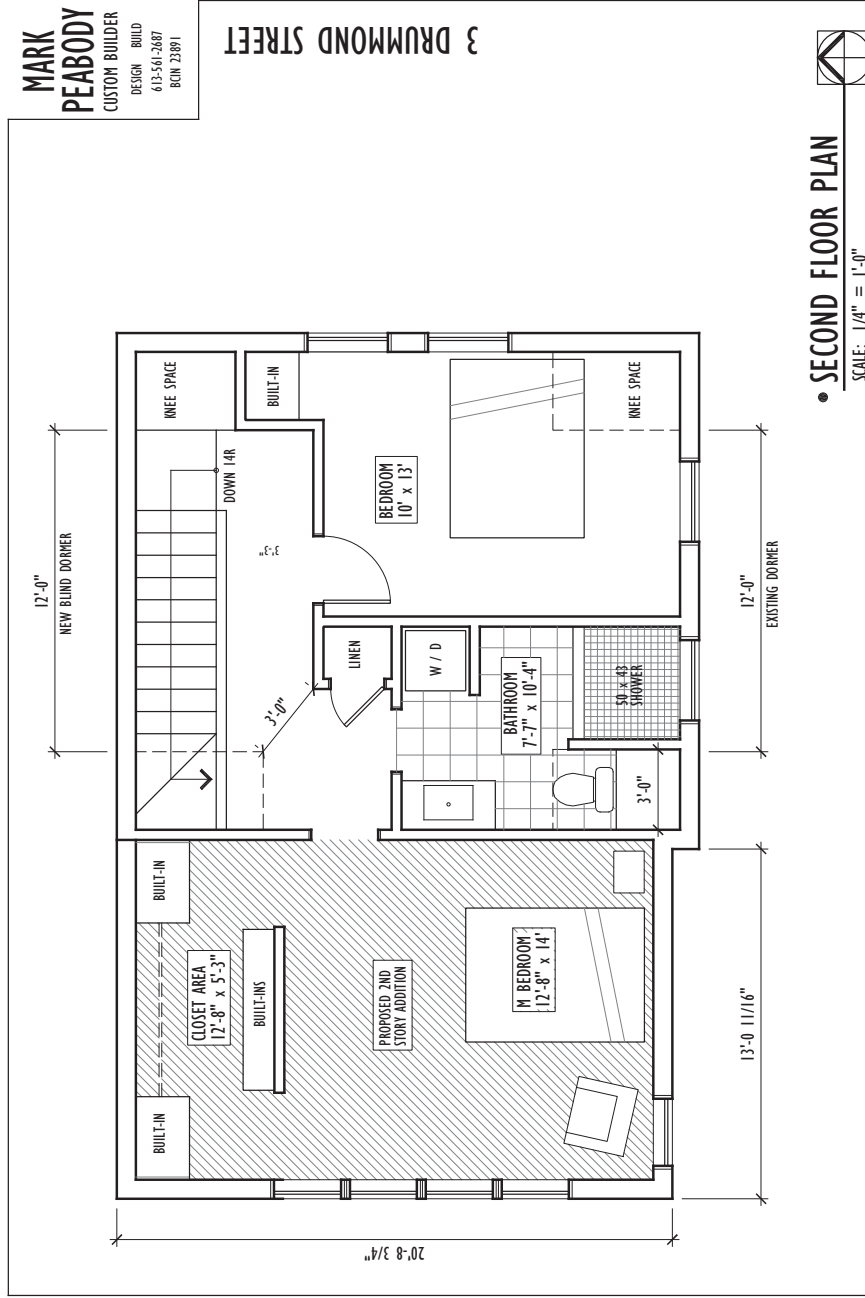 MARK
PEABODY
CUSTOM BUILDER
DESIGN BUILD
613-561-2687
BCIN 23891
3 DRUMMOND STREET
12'-0"
NEW BLIND DORMER
KNEE SPACE
BUILT-IN
DOWN 14R
3'-3"
BEDROOM
10' x 13'
KNEE SPACE
LINEN
3'-0"
W / D
BATHROOM
7'-7" x 10'-4"
50 x 43
SHOWER
3'-0"
12'-0"
EXISTING DORMER
BUILT-IN
CLOSET AREA
12'-8" x 5'-3"
BUILT-INS
BUILT-IN
PROPOSED 2ND
STORY ADDITION
M BEDROOM
12'-8" x 14'
13'-0 11/16"
20'-8 3/4"
• SECOND FLOOR PLAN
SCALE: 1/4" = 1'-0"